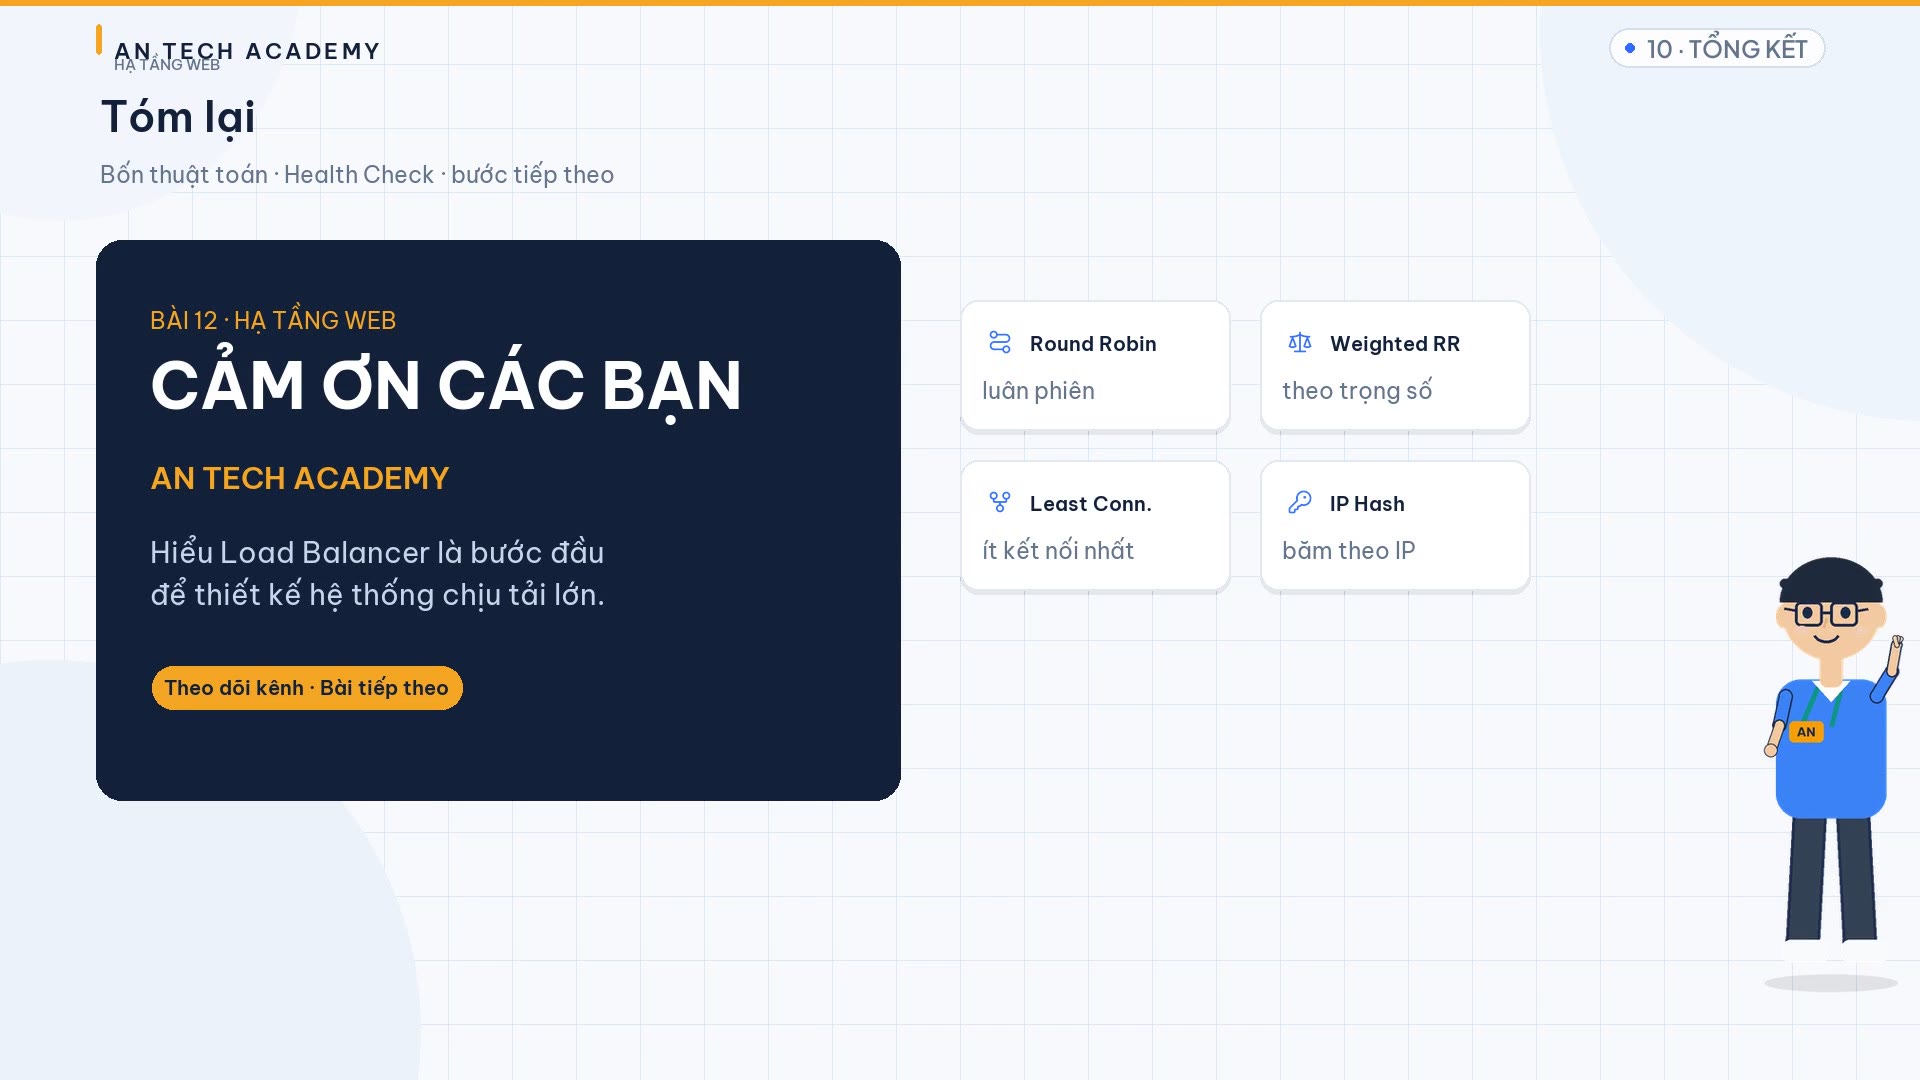 AN TECH ACADEMY
HẠ TẦNG WEB
10 · TỔNG KẾT
Tóm lại
Bốn thuật toán · Health Check · bước tiếp theo
BÀI 12 · HẠ TẦNG WEB
CẢM ƠN CÁC BẠN
AN TECH ACADEMY
Hiểu Load Balancer là bước đầu
để thiết kế hệ thống chịu tải lớn.
Theo dõi kênh · Bài tiếp theo
Round Robin
luân phiên
Weighted RR
theo trọng số
Least Conn.
ít kết nối nhất
IP Hash
băm theo IP
AN